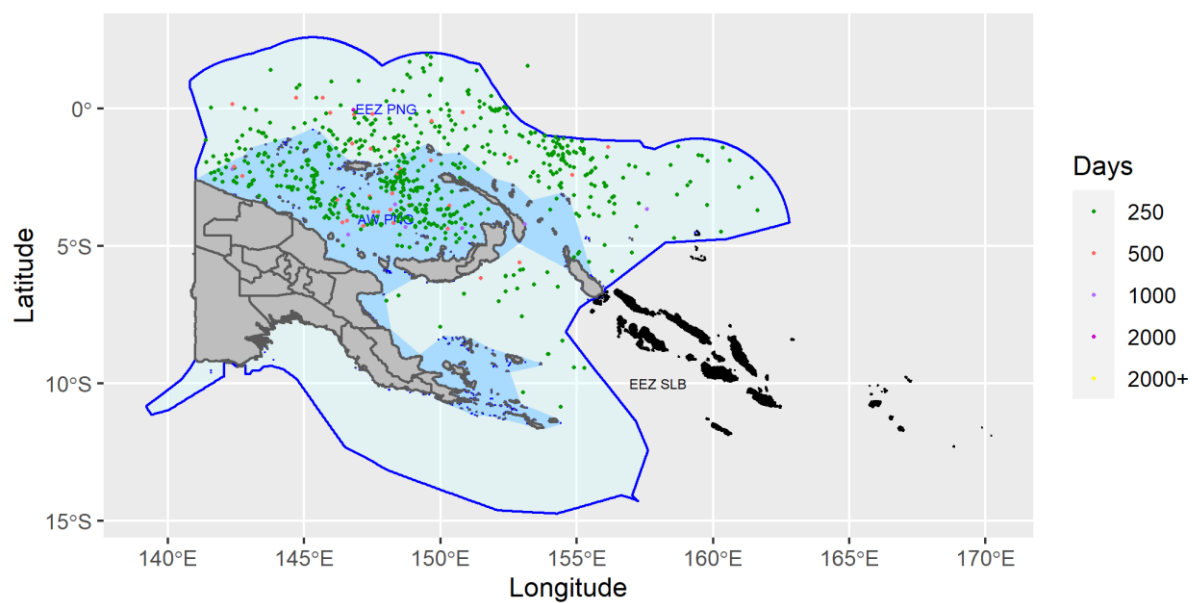 EEZ PNG
AW PNG
EEZ SLB
0°
5°S
10°S
15°S
Latitude
140°E
145°E
150°E
155°E
160°E
165°E
170°E
Longitude
Days
250
500
1000
2000
2000+